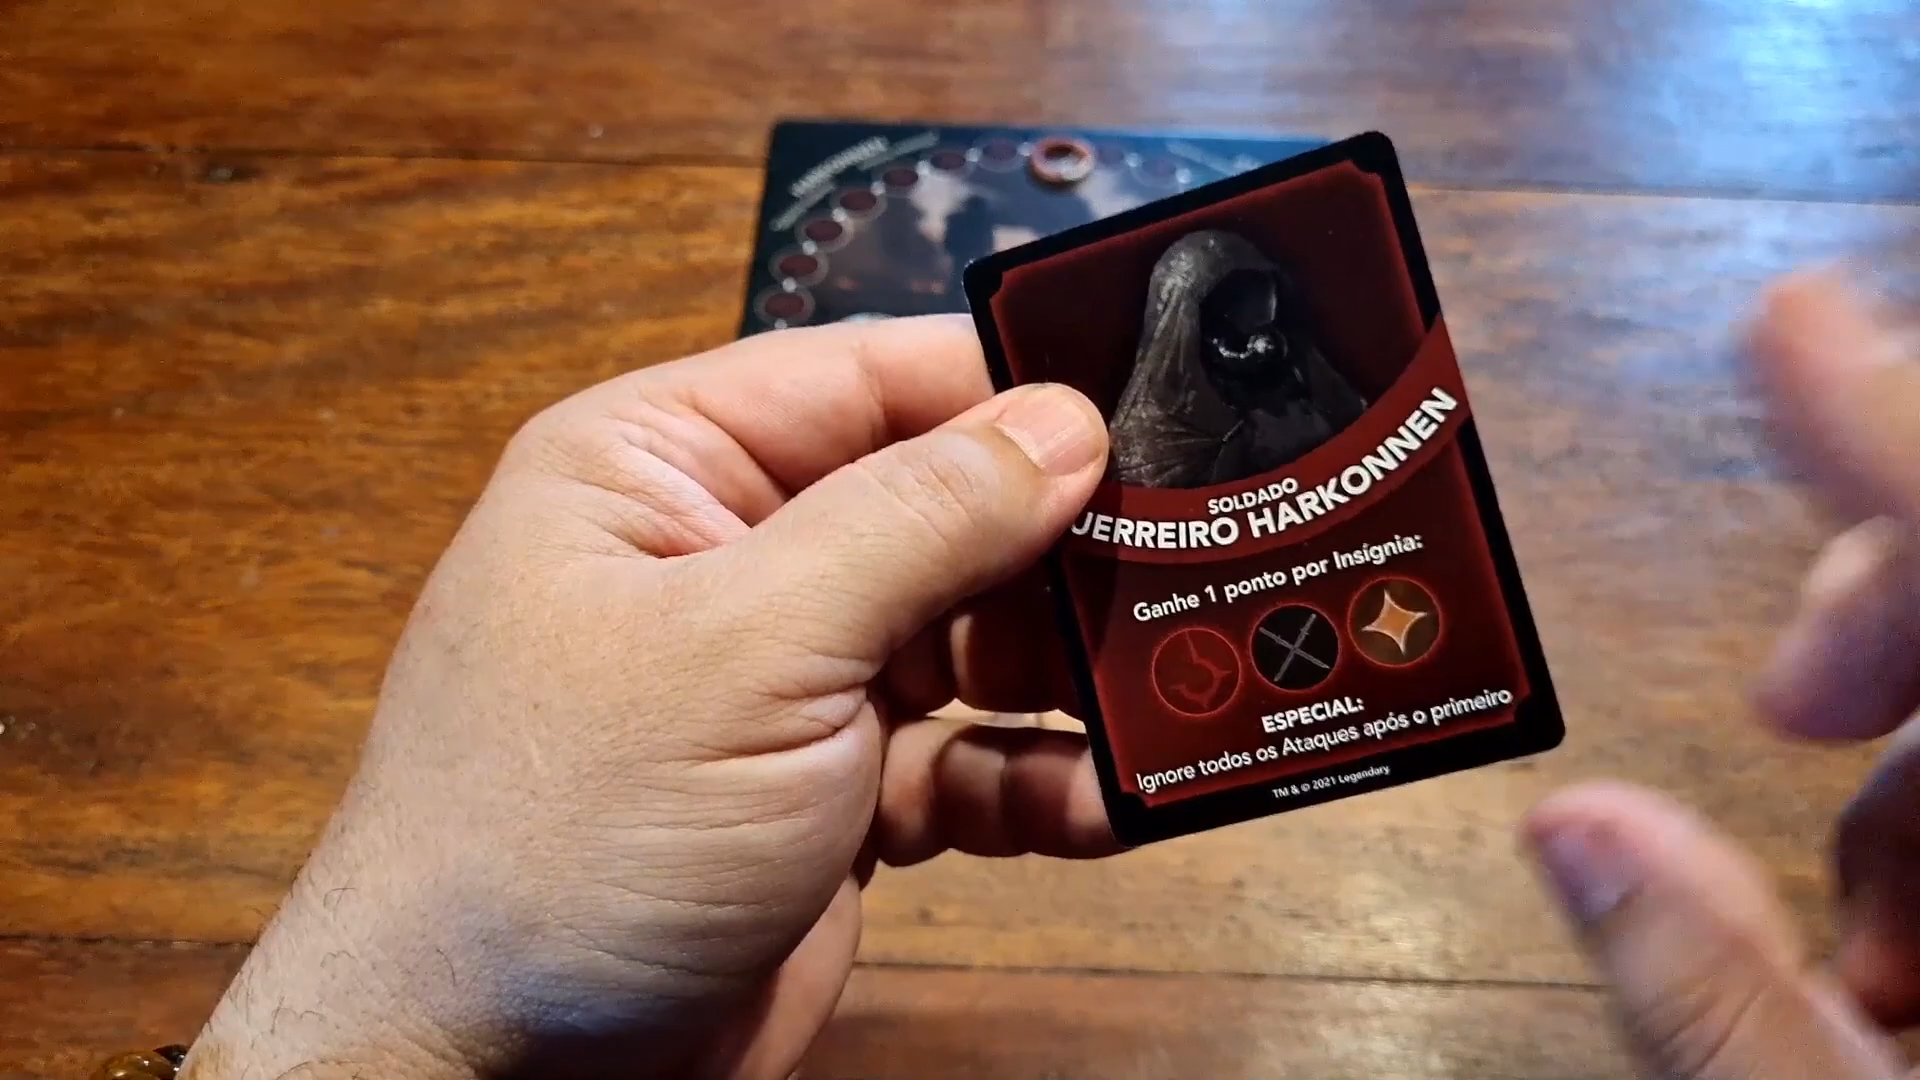 SOLDADO
UERREIRO HARKONNEN
Ganhe 1 ponto por Insígnia:
ESPECIAL:
Ignore todos os Ataques após o primeiro
TM & © 2021 Legendary